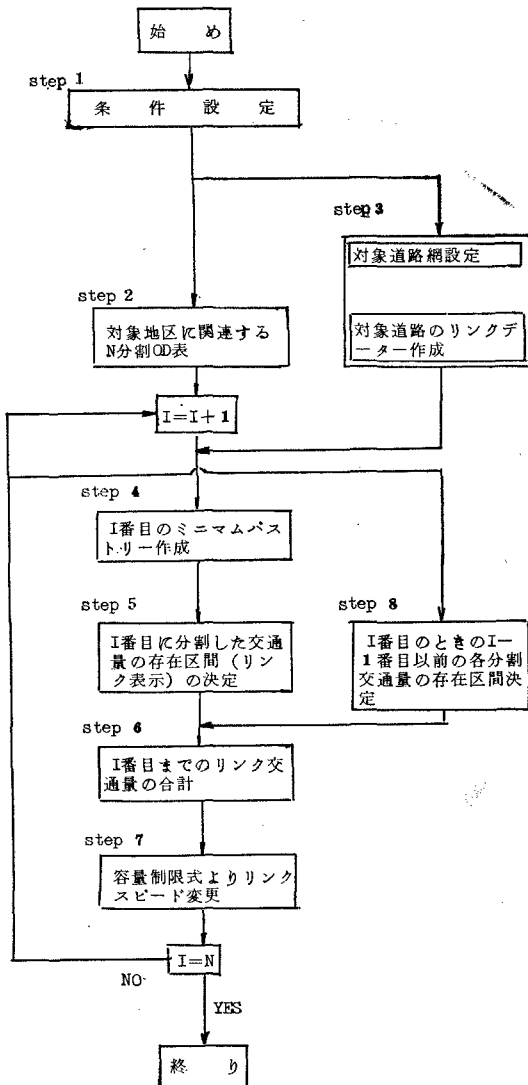 始 め
step 1
条 件 設 定
step 3
対象道路網設定
対象道路のリンクデ
ーター作成
step 2
対象地区に関連する
N分割OD表
I=I+1
step 4
I番目のミニマムパス
トリー作成
step 5
I番目に分割した交通
量の存在区間（リン
ク表示）の決定
step 8
I番目のときのI−
1番目以前の各分割
交通量の存在区間決
定
step 6
I番目までのリンク交
通量の合計
step 7
容量制限式よりリンク
スピード変更
I=N
NO
YES
終 り